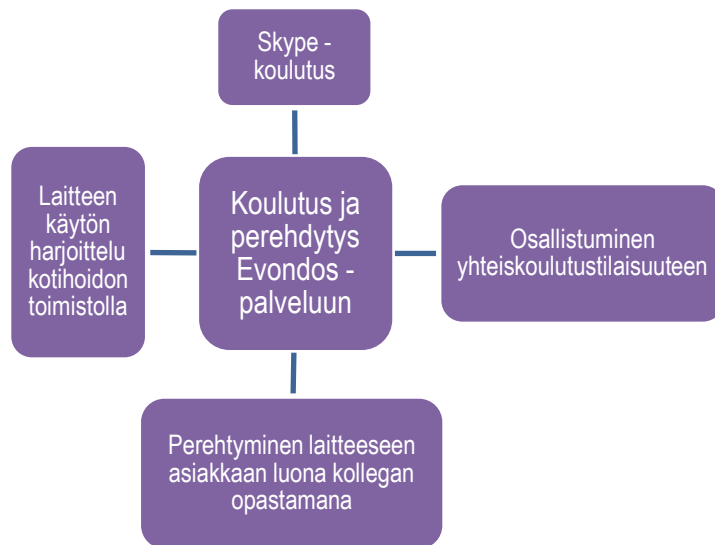 Skype -
koulutus
Laitteen
käytön
harjoittelu
kotihoidon
toimistolla
Koulutus ja
perehdytys
Evondos -
palveluun
Osallistuminen
yhteiskoulutustilaisuuteen
Perehtyminen laitteeseen
asiakkaan luona kollegan
opastamana